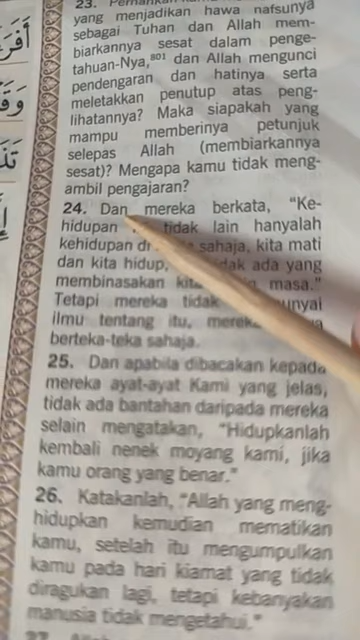 23. Pernahkah
yang menjadikan hawa nafsunya
sebagai Tuhan dan Allah mem-
biarkannya sesat dalam penge-
tahuan-Nya,801 dan Allah mengunci
pendengaran dan hatinya serta
meletakkan penutup atas peng-
lihatannya? Maka siapakah yang
mampu memberinya petunjuk
selepas Allah (membiarkannya
sesat)? Mengapa kamu tidak meng-
ambil pengajaran?
24. Dan mereka berkata, “Ke-
hidupan tidak lain hanyalah
kehidupan sahaja, kita mati
dan kita hidup, yang
membinasakan masa.”
Tetapi mereka tidak
ilmu tentang itu,
berteka-teka sahaja.
25. Dan apabila dibacakan kepada
mereka ayat-ayat Kami yang jelas,
tidak ada bantahan daripada mereka
selain mengatakan, “Hidupkanlah
kembali nenek moyang kami, jika
kamu orang yang benar.”
26. Katakanlah, “Allah yang meng-
hidupkan kemudian mematikan
kamu, setelah itu mengumpulkan
kamu pada hari kiamat yang tidak
diragukan lagi, tetapi kebanyakan
manusia tidak mengetahui.”
27.